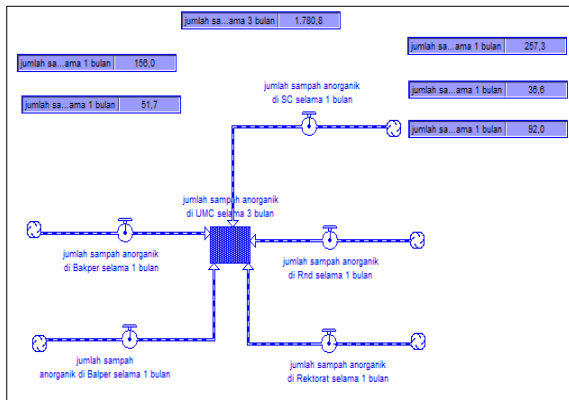 jumlah sa...ama 3 bulan 1.780,8
jumlah sa...ama 1 bulan 257,3
jumlah sa...ama 1 bulan 156,0
jumlah sa...ama 1 bulan 36,6
jumlah sa...ama 1 bulan 51,7
jumlah sa...ama 1 bulan 92,0
jumlah sampah anorganik
di SC selama 1 bulan
jumlah sampah anorganik
di UMC selama 3 bulan
jumlah sampah anorganik
di Bakper selama 1 bulan
jumlah sampah anorganik
di Rnd selama 1 bulan
jumlah sampah
anorganik di Balper selama 1 bulan
jumlah sampah anorganik
di Rektorat selama 1 bulan